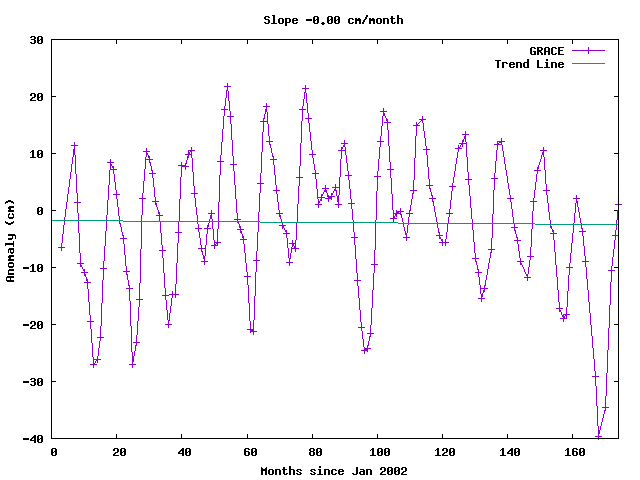 Slope -0.00 cm/month
GRACE
Trend Line
30
20
10
0
-10
-20
-30
-40
Anomaly (cm)
0 20 40 60 80 100 120 140 160
Months since Jan 2002